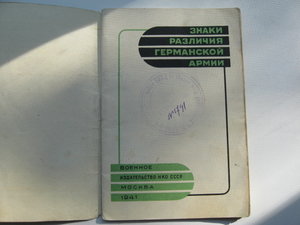 ЗНАКИ
РАЗЛИЧИЯ
ГЕРМАНСКОЙ
АРМИИ
ВОЕННОЕ
ИЗДАТЕЛЬСТВО НКО СССР
МОСКВА
1941